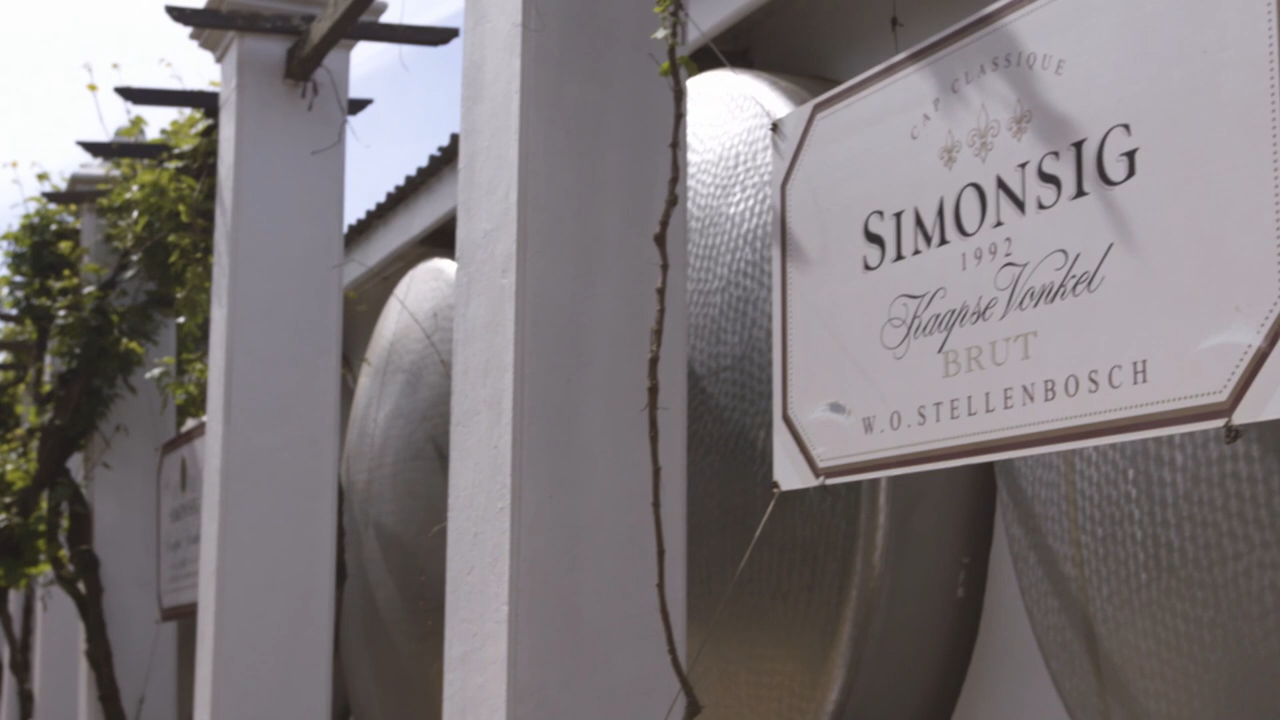 CAP CLASSIQUE
SIMONSIG
1992
Kaapse Vonkel
BRUT
W.O. STELLENBOSCH